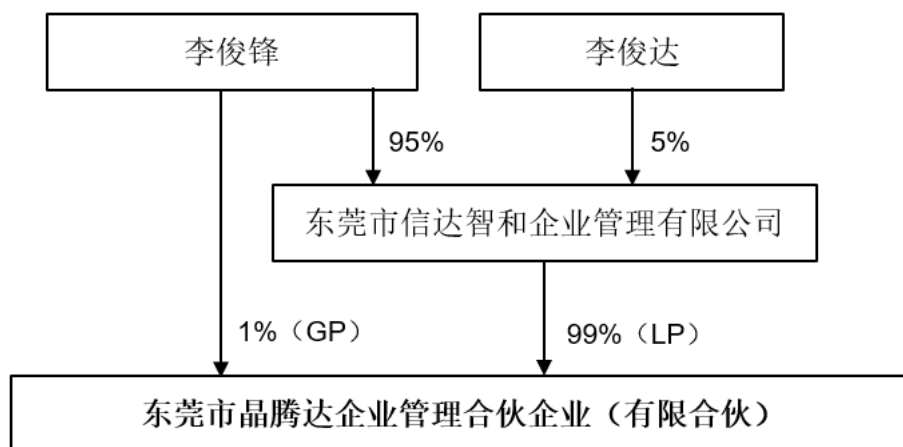 李俊锋
李俊达
95%
5%
东莞市信达智和企业管理有限公司
1%（GP）
99%（LP）
东莞市晶腾达企业管理合伙企业（有限合伙）